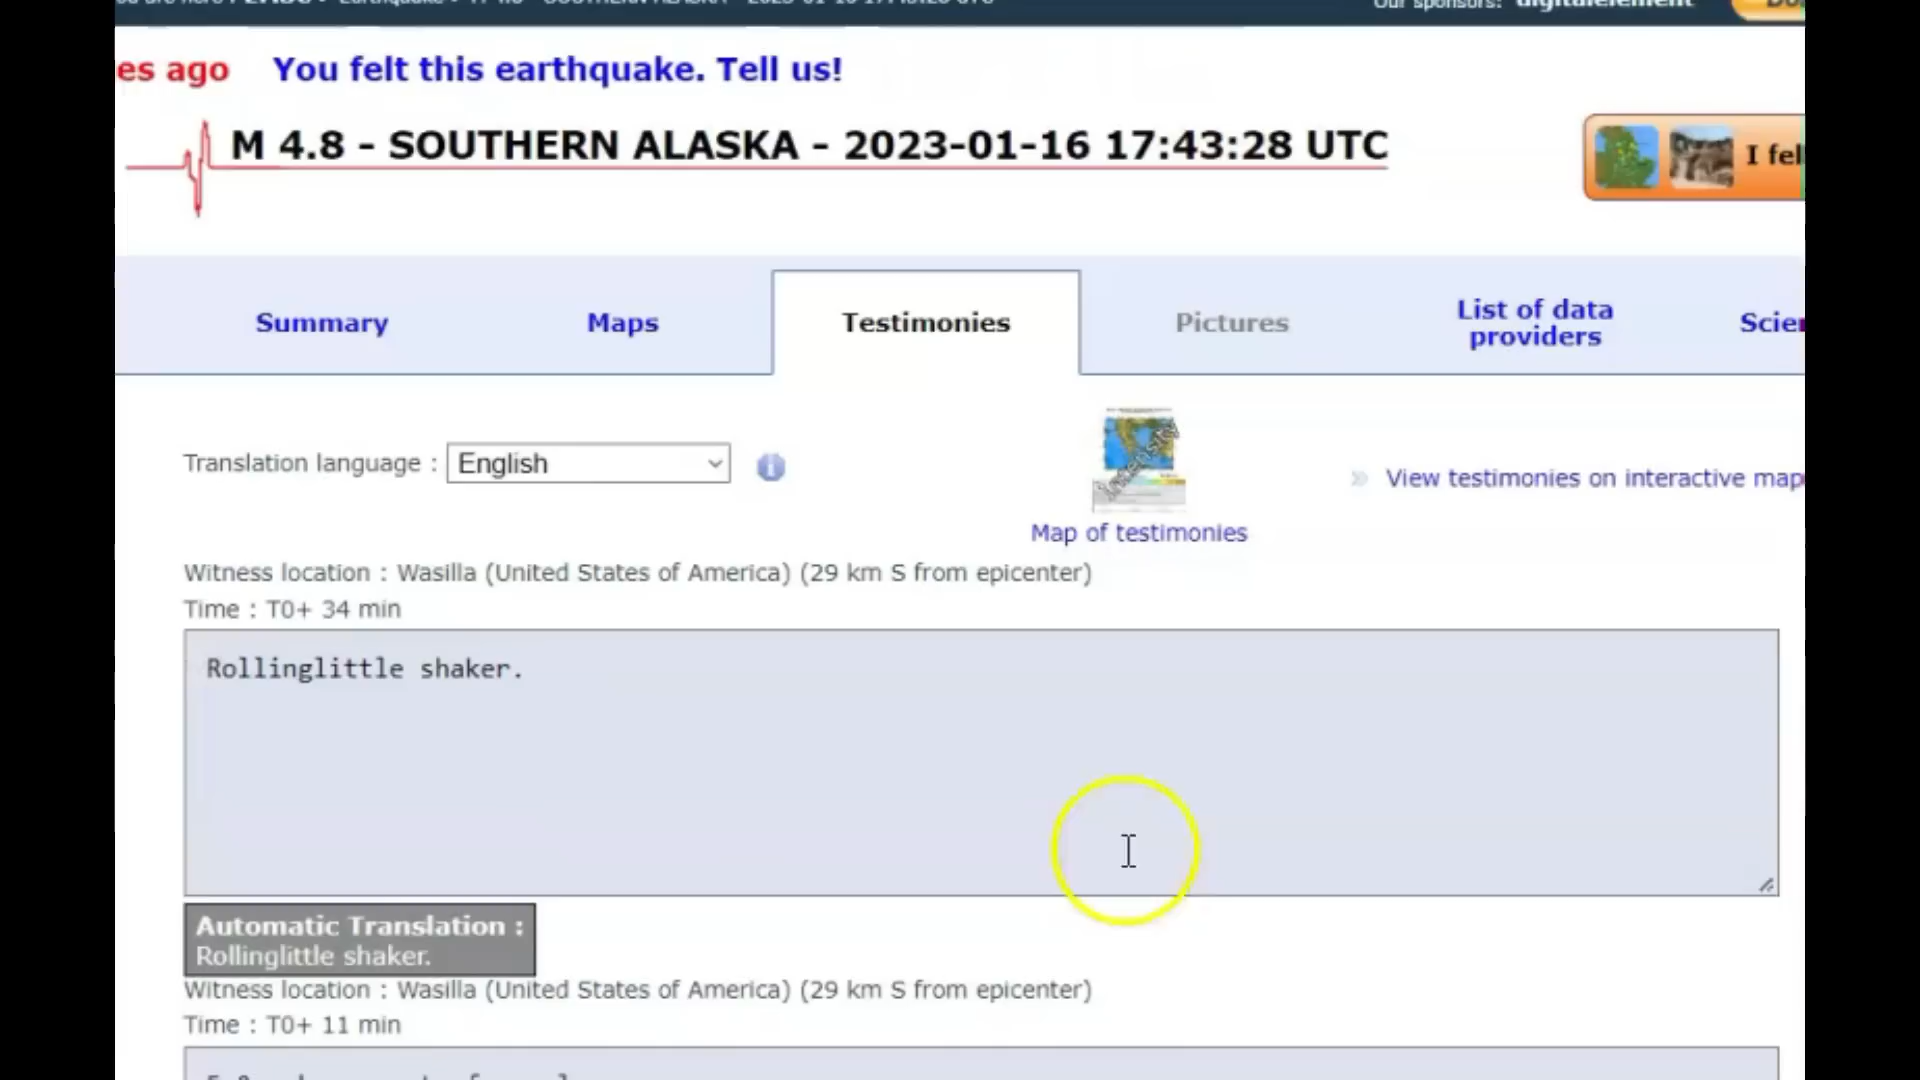 Our sponsors: digitalelement
es ago You felt this earthquake. Tell us!
M 4.8 - SOUTHERN ALASKA - 2023-01-16 17:43:28 UTC
I fel
Summary
Maps
Testimonies
Pictures
List of data
providers
Scie
Translation language : English
intensity
View testimonies on interactive map
Map of testimonies
Witness location : Wasilla (United States of America) (29 km S from epicenter)
Time : T0+ 34 min
Rollinglittle shaker.
Automatic Translation :
Rollinglittle shaker.
Witness location : Wasilla (United States of America) (29 km S from epicenter)
Time : T0+ 11 min